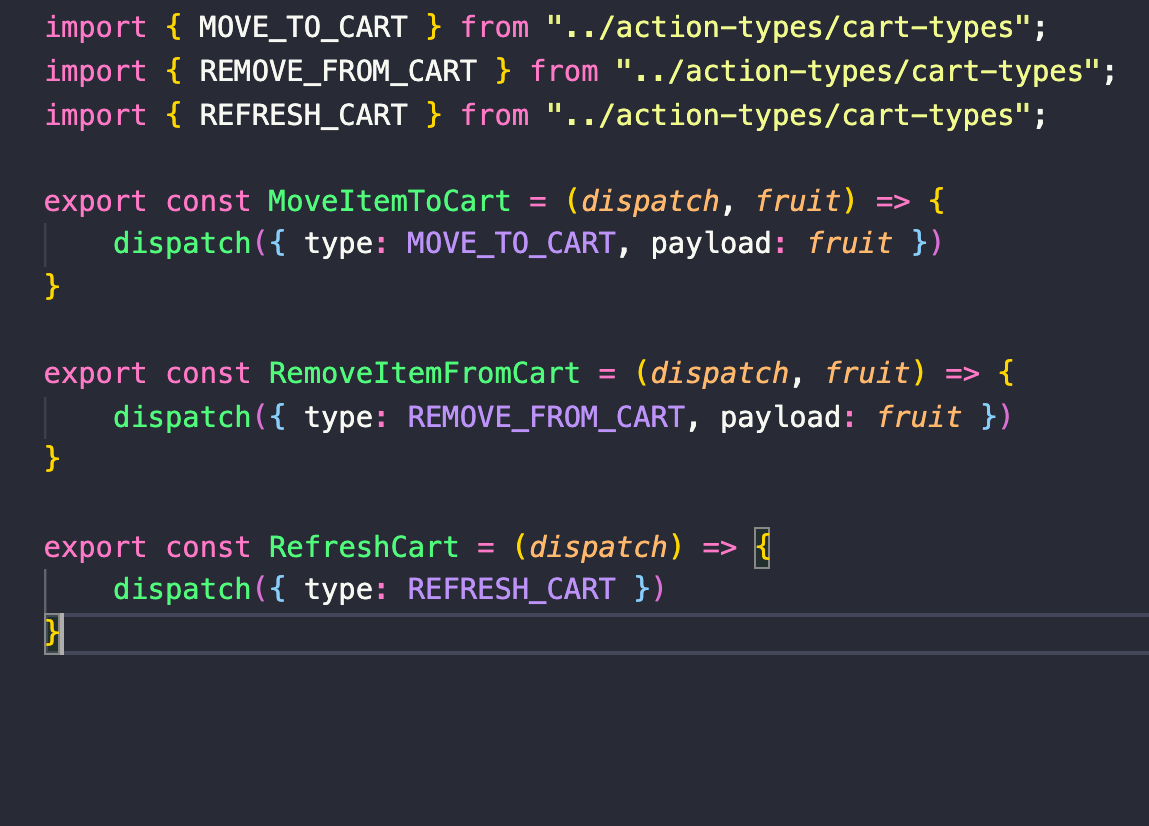 import { MOVE_TO_CART } from "../action-types/cart-types";
import { REMOVE_FROM_CART } from "../action-types/cart-types";
import { REFRESH_CART } from "../action-types/cart-types";

export const MoveItemToCart = (dispatch, fruit) => {
    dispatch({ type: MOVE_TO_CART, payload: fruit })
}

export const RemoveItemFromCart = (dispatch, fruit) => {
    dispatch({ type: REMOVE_FROM_CART, payload: fruit })
}

export const RefreshCart = (dispatch) => {
    dispatch({ type: REFRESH_CART })
}